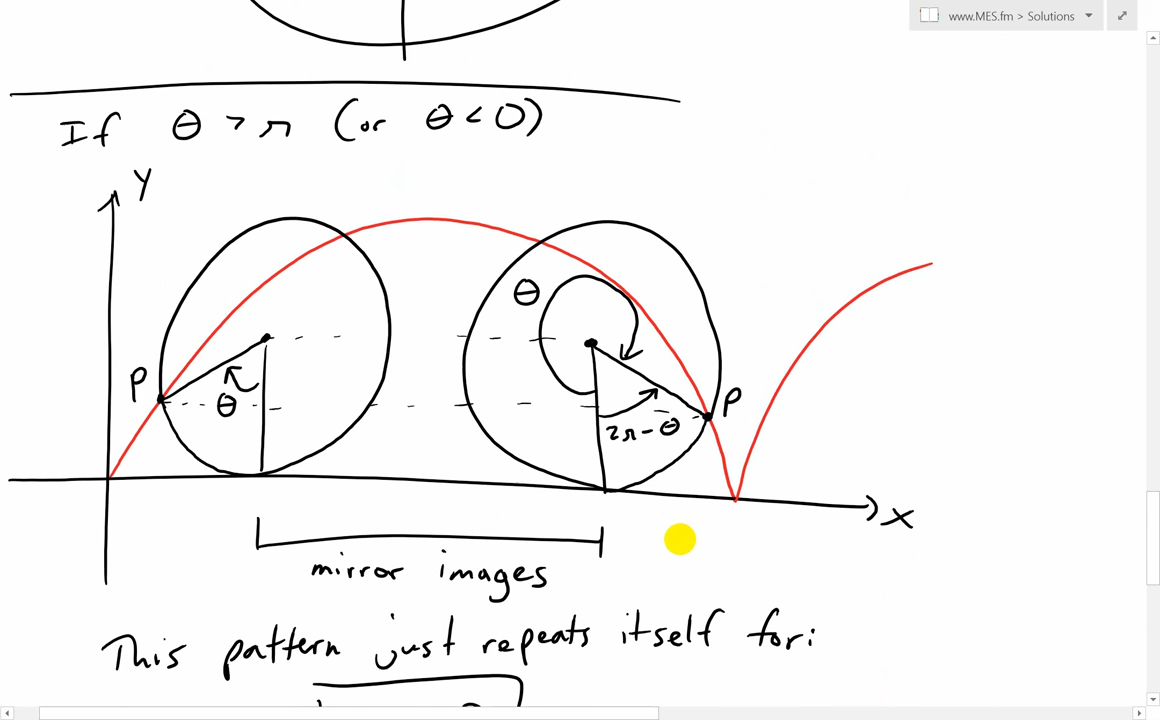 www.MES.fm > Solutions
If θ > π (or θ < 0)
Y
θ
P
θ
P
2π - θ
X
mirror images
This pattern just repeats itself for: